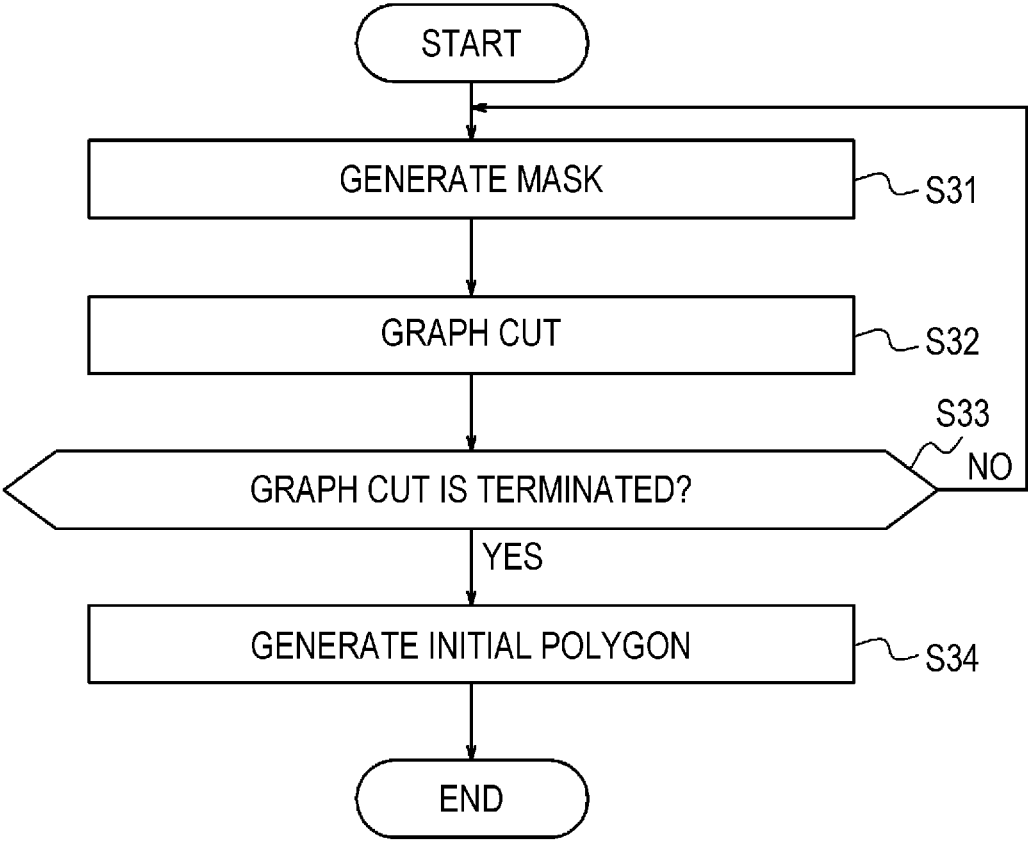 START
GENERATE MASK
S31
GRAPH CUT
S32
S33
GRAPH CUT IS TERMINATED?
NO
YES
GENERATE INITIAL POLYGON
S34
END